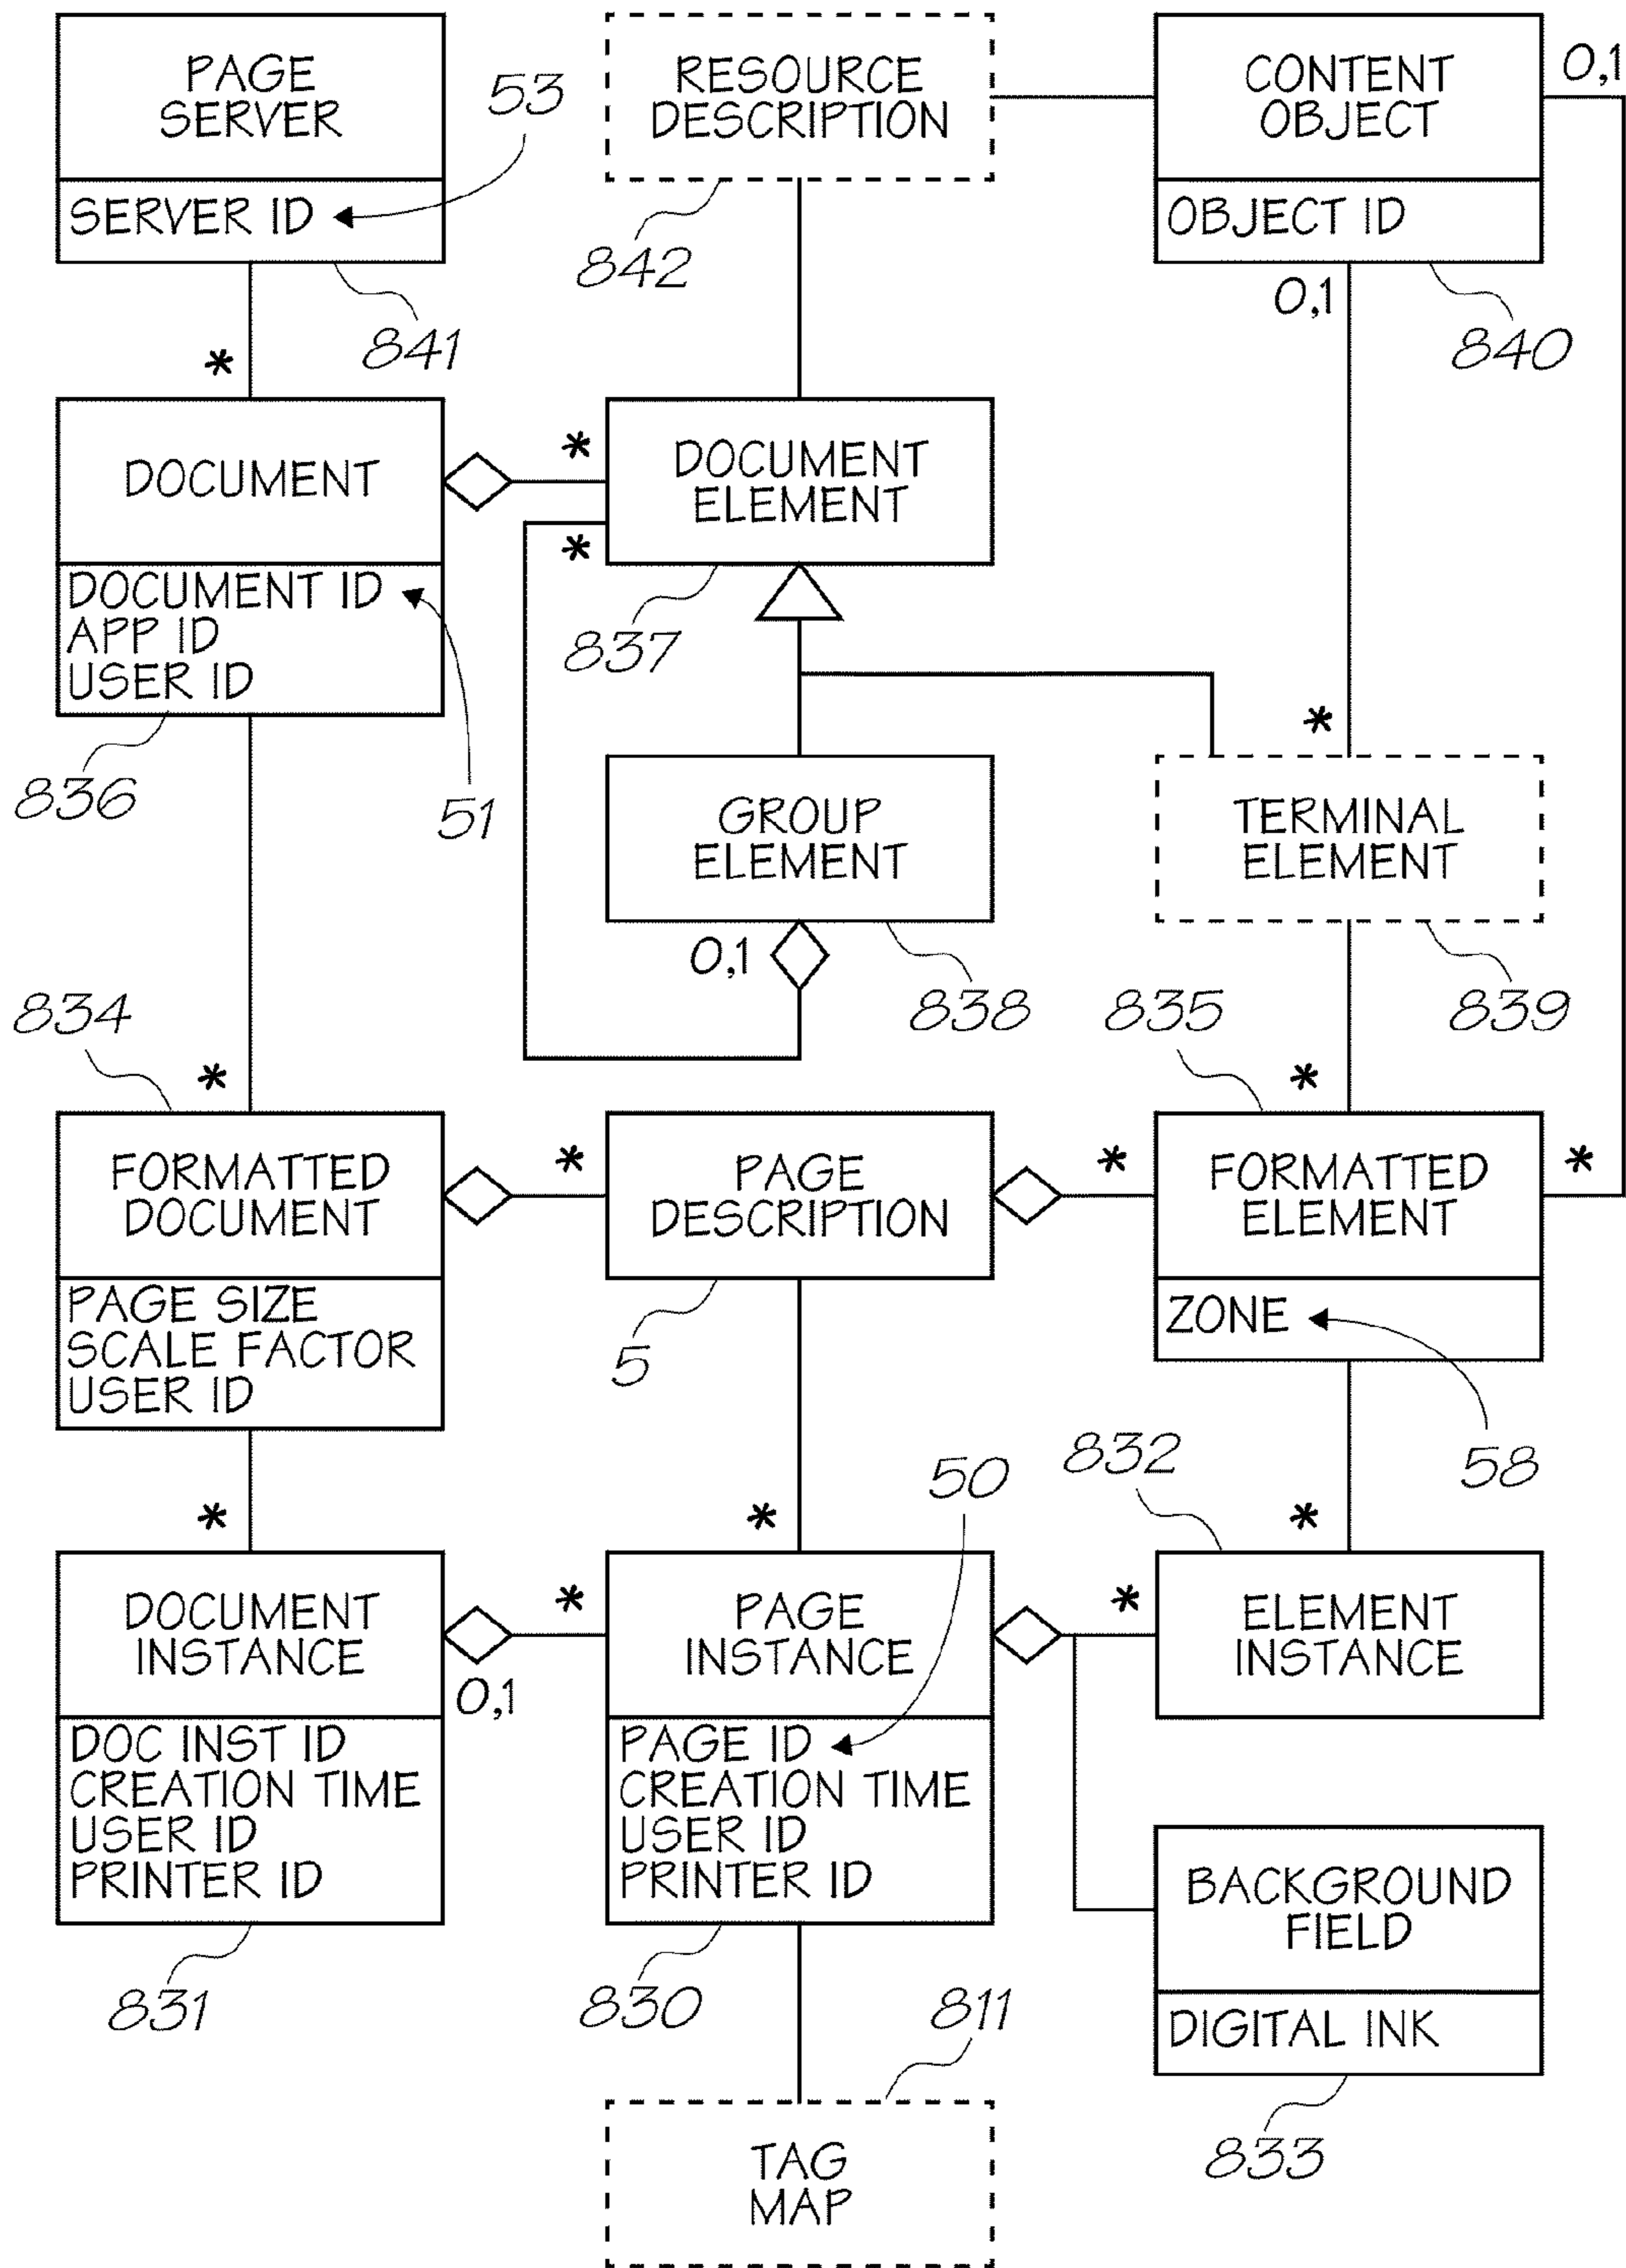 PAGE
SERVER
SERVER ID
53
841
RESOURCE
DESCRIPTION
842
CONTENT
OBJECT
OBJECT ID
0,1
0,1
840
*
DOCUMENT
DOCUMENT ID
APP ID
USER ID
836
51
*
*
DOCUMENT
ELEMENT
837
GROUP
ELEMENT
0,1
838
*
TERMINAL
ELEMENT
839
834
*
FORMATTED
DOCUMENT
PAGE SIZE
SCALE FACTOR
USER ID
*
PAGE
DESCRIPTION
5
*
835
*
*
FORMATTED
ELEMENT
ZONE
58
*
DOCUMENT
INSTANCE
DOC INST ID
CREATION TIME
USER ID
PRINTER ID
831
0,1
*
*
50
PAGE
INSTANCE
PAGE ID
CREATION TIME
USER ID
PRINTER ID
830
832
*
*
ELEMENT
INSTANCE
BACKGROUND
FIELD
DIGITAL INK
833
811
TAG
MAP